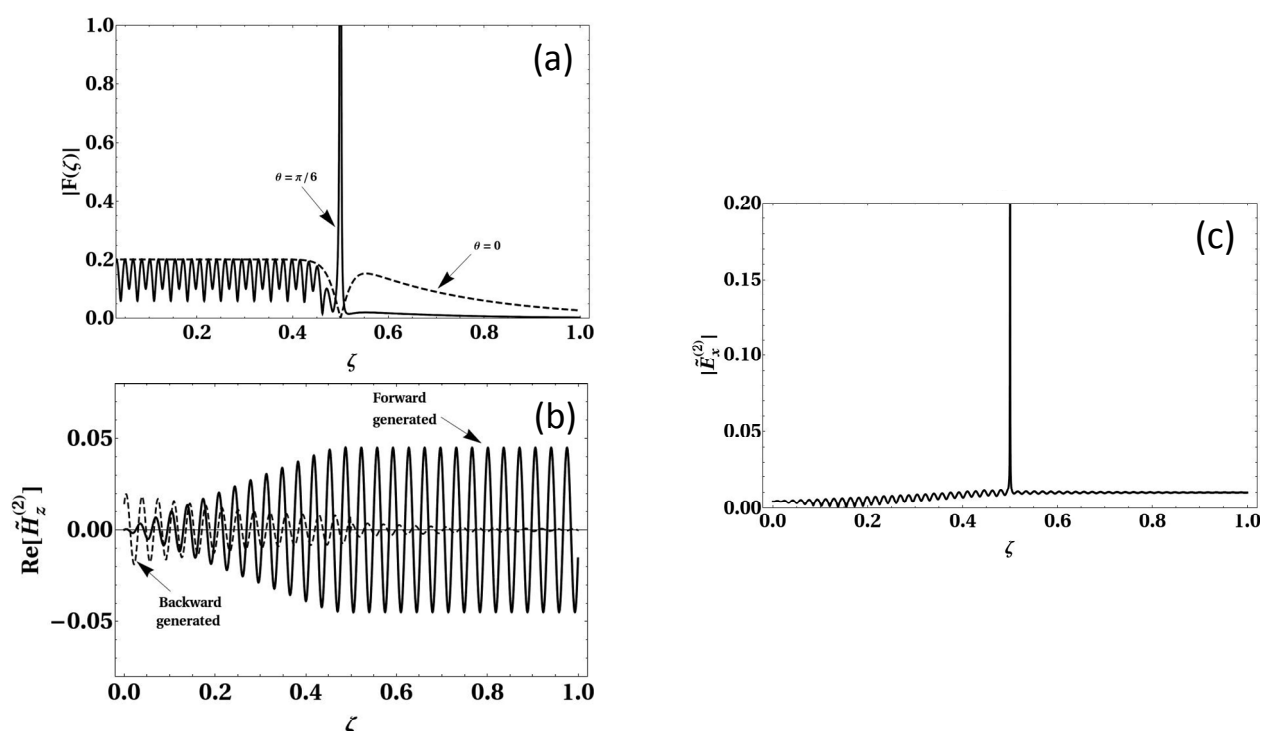 (a)
1.0
0.8
0.6
0.4
0.2
0.0
|F(ζ)|
θ = π/6
θ = 0
0.2 0.4 0.6 0.8 1.0
ζ
(b)
0.05
0.00
−0.05
Re[H̃z(2)]
Forward
generated
Backward
generated
0.0 0.2 0.4 0.6 0.8 1.0
ζ
(c)
0.20
0.15
0.10
0.05
0.00
|Ẽx(2)|
0.0 0.2 0.4 0.6 0.8 1.0
ζ